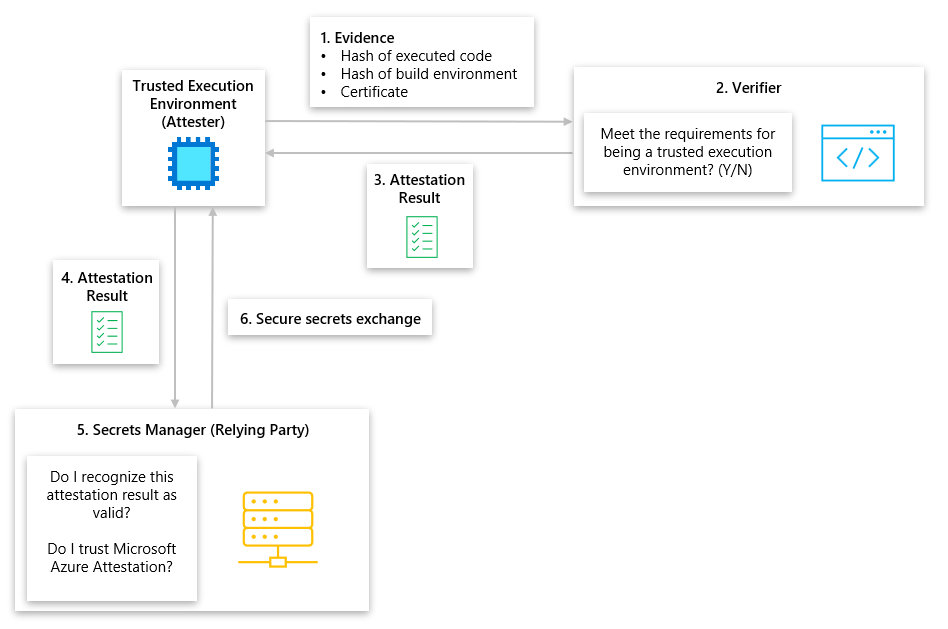 1. Evidence
• Hash of executed code
• Hash of build environment
• Certificate
Trusted Execution
Environment
(Attester)
2. Verifier
Meet the requirements for
being a trusted execution
environment? (Y/N)
</>
3. Attestation
Result
4. Attestation
Result
6. Secure secrets exchange
5. Secrets Manager (Relying Party)
Do I recognize this
attestation result as
valid?
Do I trust Microsoft
Azure Attestation?